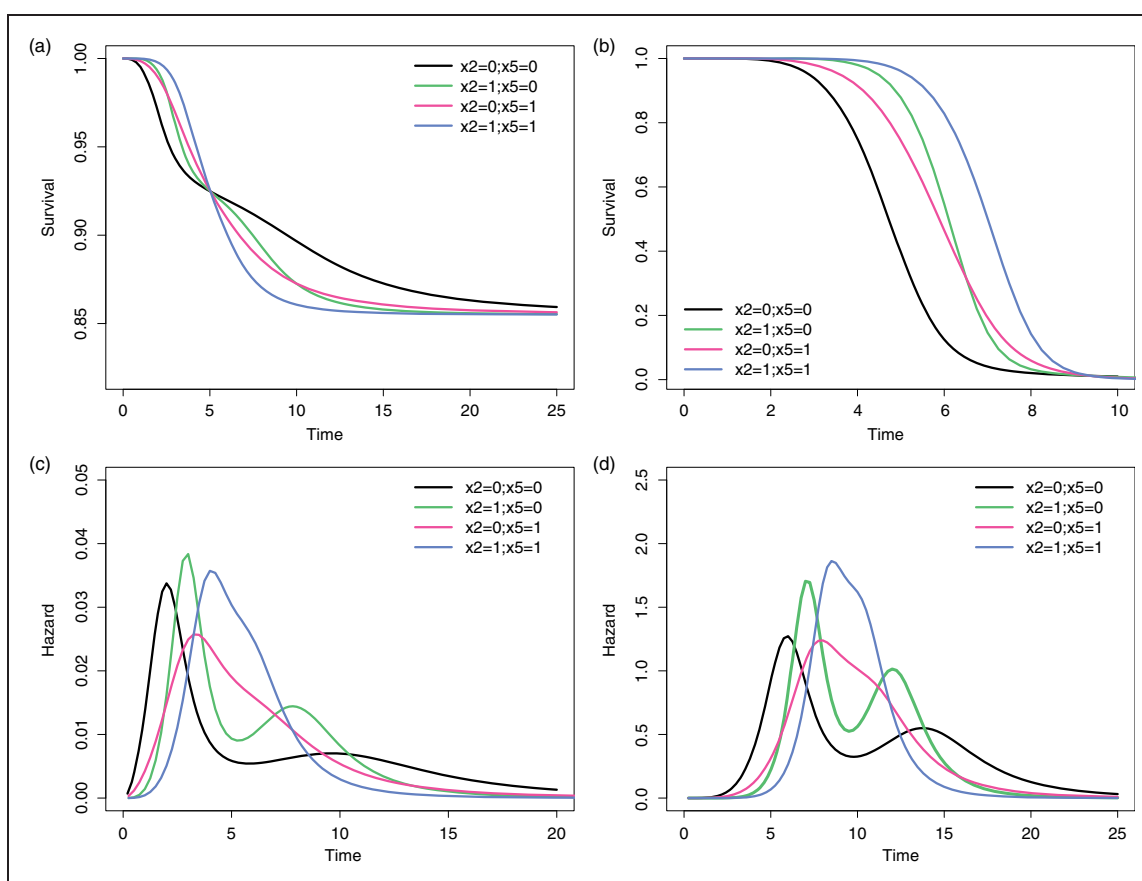 (a)
1.00
0.95
0.90
0.85
Survival
x2=0;x5=0
x2=1;x5=0
x2=0;x5=1
x2=1;x5=1
0 5 10 15 20 25
Time
(b)
1.0
0.8
0.6
0.4
0.2
0.0
Survival
x2=0;x5=0
x2=1;x5=0
x2=0;x5=1
x2=1;x5=1
0 2 4 6 8 10
Time
(c)
0.05
0.04
0.03
0.02
0.01
0.00
Hazard
x2=0;x5=0
x2=1;x5=0
x2=0;x5=1
x2=1;x5=1
0 5 10 15 20
Time
(d)
2.5
2.0
1.5
1.0
0.5
0.0
Hazard
x2=0;x5=0
x2=1;x5=0
x2=0;x5=1
x2=1;x5=1
0 5 10 15 20 25
Time